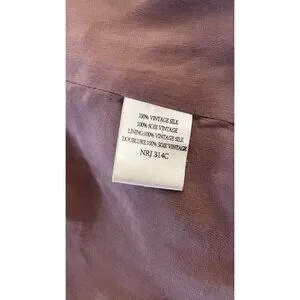 100% VINTAGE SILK
100% SOIE VINTAGE
LINING:100% VINTAGE SILK
DOUBLURE:100% SOIE VINTAGE
NRJ 314C